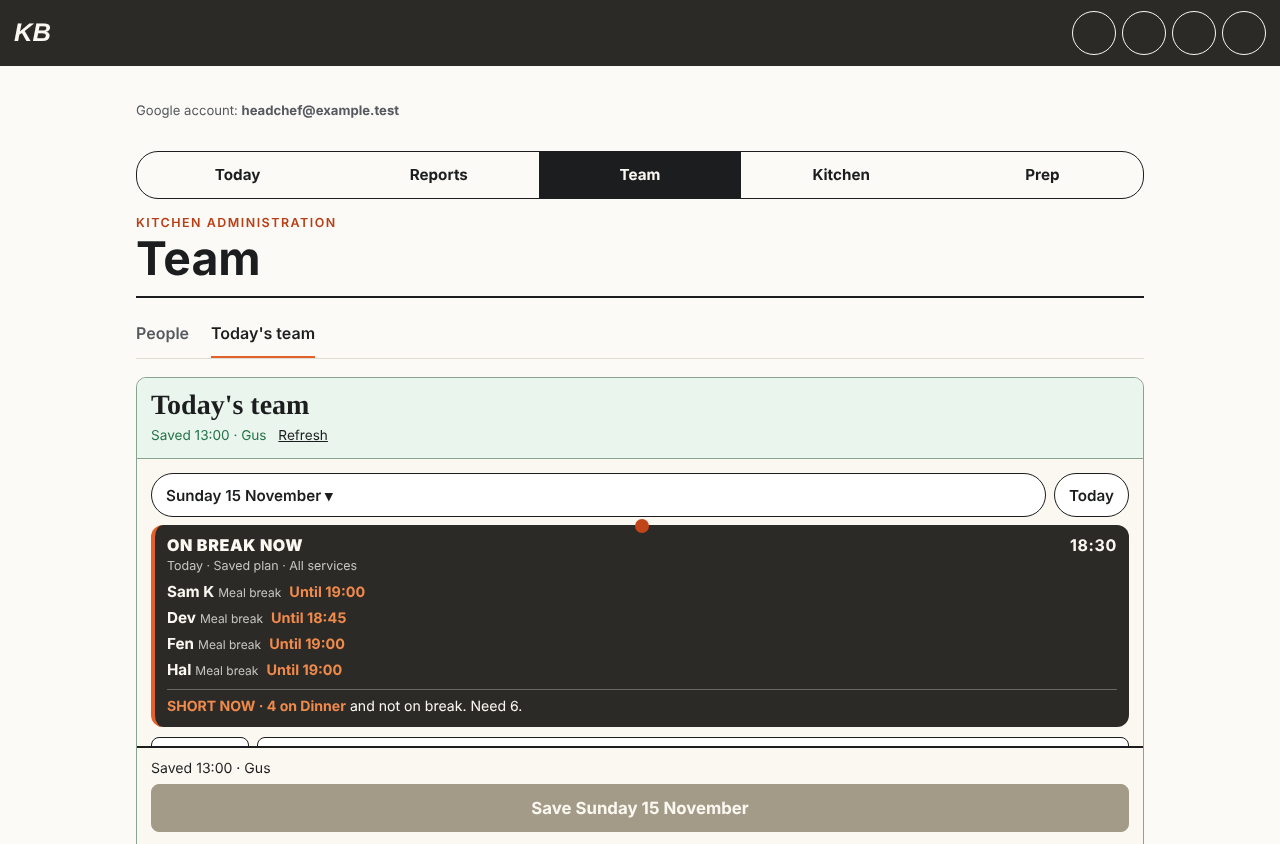 KB
Google account: headchef@example.test
Today Reports Team Kitchen Prep
KITCHEN ADMINISTRATION
Team
People Today's team
Today's team
Saved 13:00 · Gus Refresh
Sunday 15 November ▾ Today
ON BREAK NOW 18:30
Today · Saved plan · All services
Sam K Meal break Until 19:00
Dev Meal break Until 18:45
Fen Meal break Until 19:00
Hal Meal break Until 19:00
SHORT NOW · 4 on Dinner and not on break. Need 6.
Saved 13:00 · Gus
Save Sunday 15 November